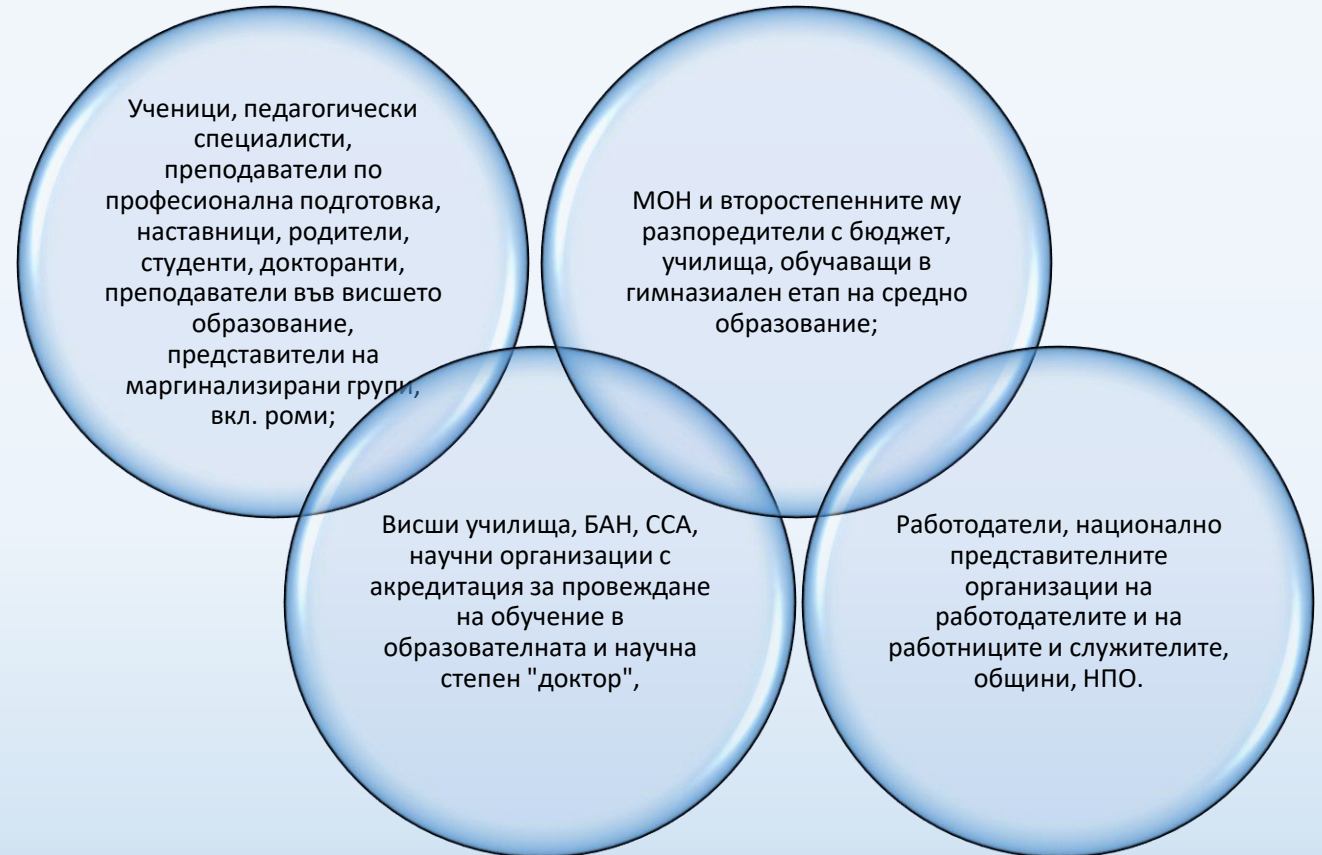 Ученици, педагогически
специалисти,
преподаватели по
професионална подготовка,
наставници, родители,
студенти, докторанти,
преподаватели във висшето
образование,
представители на
маргинализирани групи,
вкл. роми;
МОН и второстепенните му
разпоредители с бюджет,
училища, обучаващи в
гимназиален етап на средно
образование;
Висши училища, БАН, ССА,
научни организации с
акредитация за провеждане
на обучение в
образователната и научна
степен "доктор",
Работодатели, национално
представителните
организации на
работодателите и на
работниците и служителите,
общини, НПО.